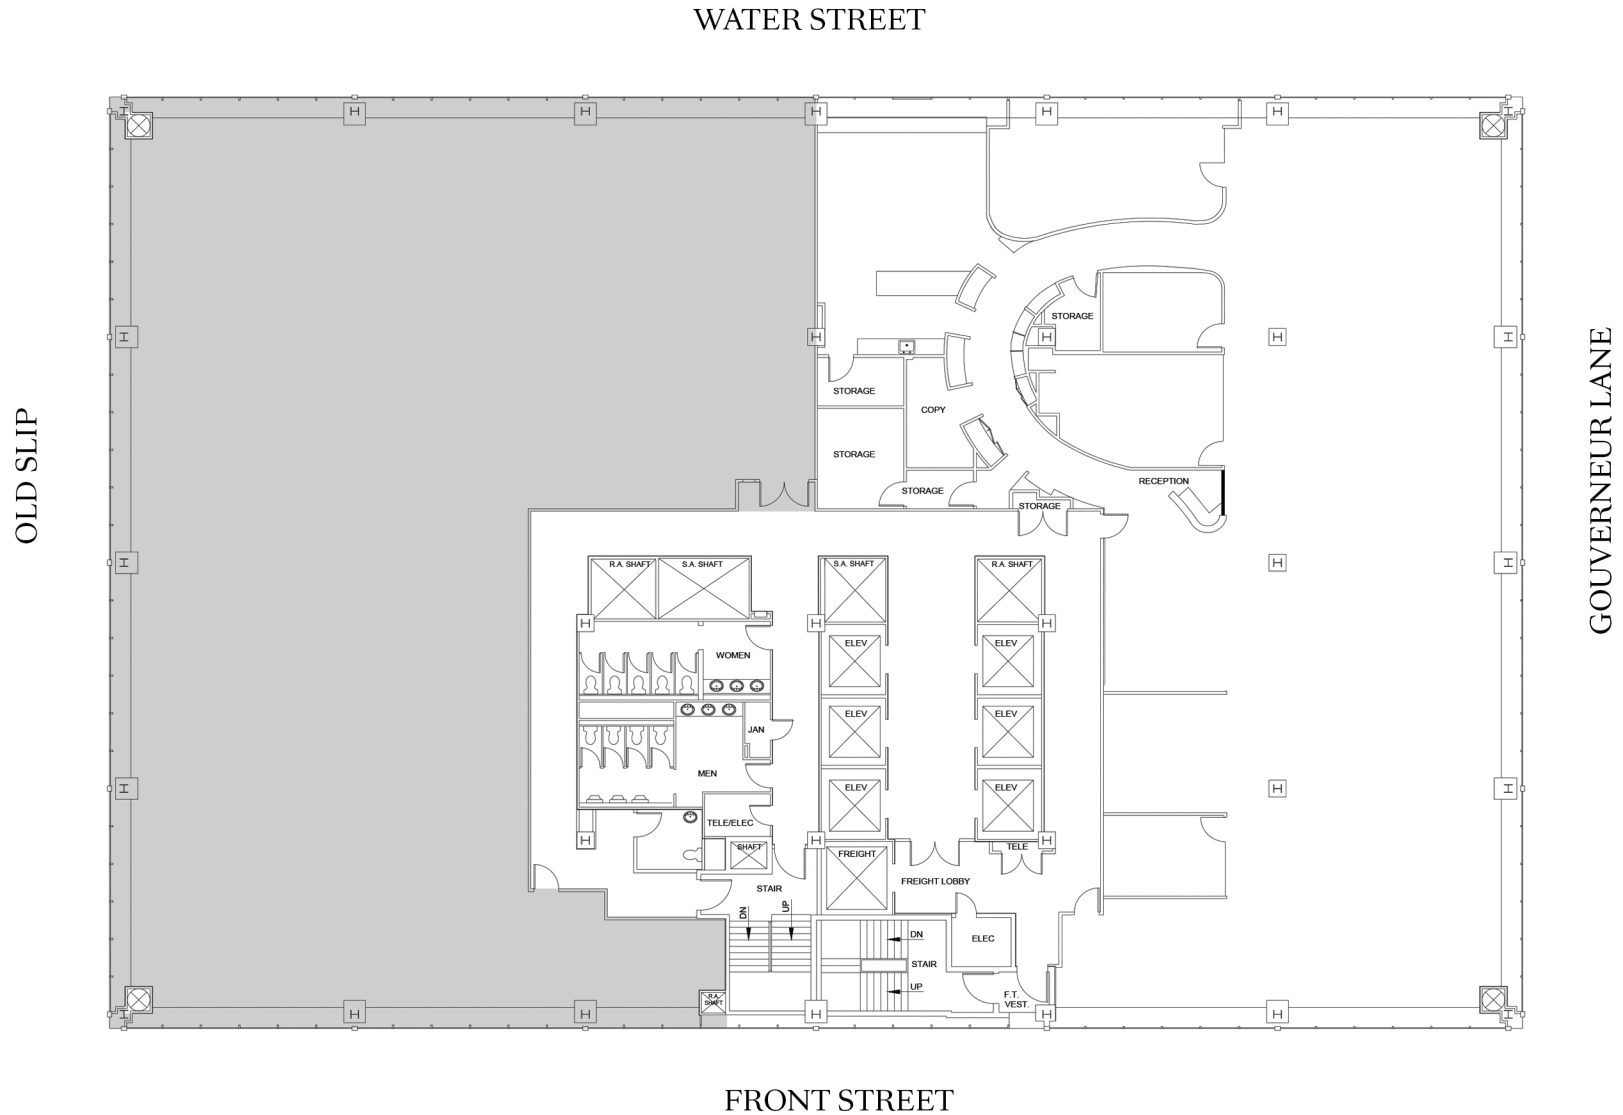 WATER STREET
OLD SLIP
GOUVERNEUR LANE
STORAGE
STORAGE
COPY
STORAGE
STORAGE
RECEPTION
STORAGE
R.A. SHAFT
S.A. SHAFT
S.A. SHAFT
R.A. SHAFT
WOMEN
ELEV
ELEV
ELEV
ELEV
JAN
MEN
ELEV
ELEV
TELE/ELEC
SHAFT
FREIGHT
TELE
STAIR
FREIGHT LOBBY
DN
UP
DN
ELEC
STAIR
UP
R.A.
SHAFT
F.T.
VEST.
FRONT STREET